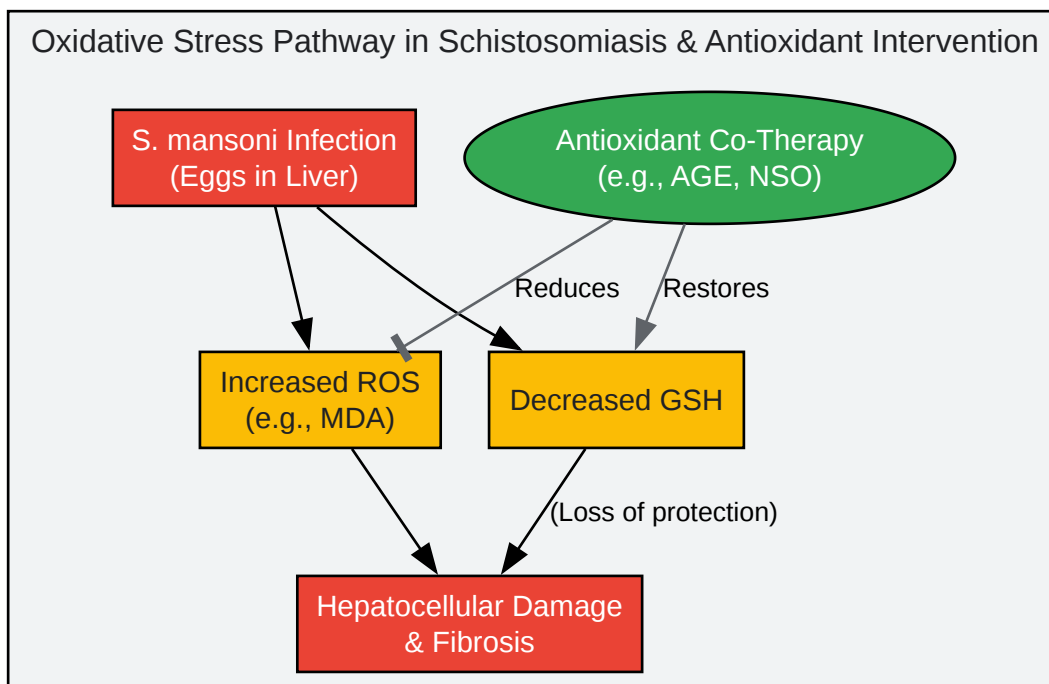 Oxidative Stress Pathway in Schistosomiasis & Antioxidant Intervention
S. mansoni Infection
(Eggs in Liver)
Antioxidant Co-Therapy
(e.g., AGE, NSO)
Reduces
Restores
Increased ROS
(e.g., MDA)
Decreased GSH
(Loss of protection)
Hepatocellular Damage
& Fibrosis